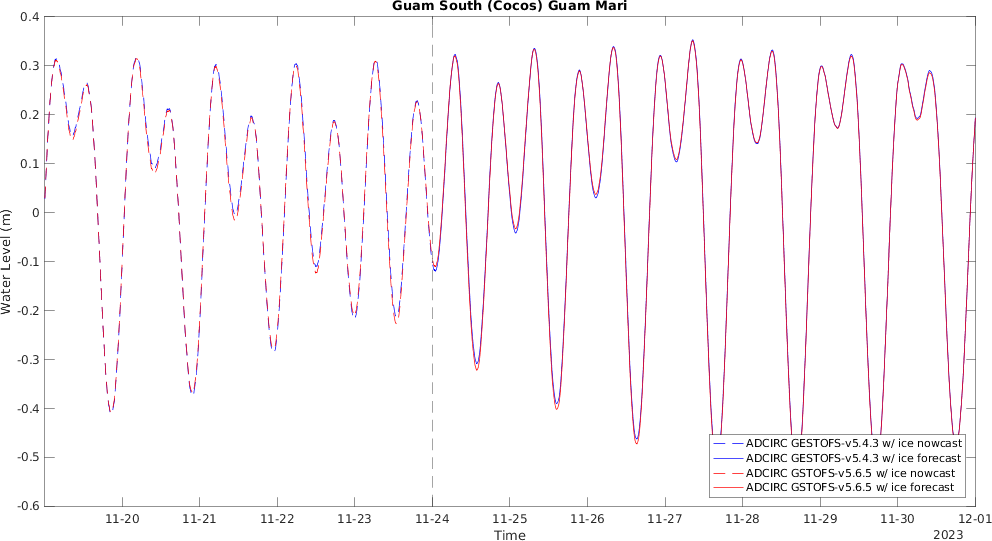 Guam South (Cocos) Guam Mari
0.4
0.3
0.2
0.1
0
-0.1
-0.2
-0.3
-0.4
-0.5
-0.6
Water Level (m)
ADCIRC GESTOFS-v5.4.3 w/ ice nowcast
ADCIRC GESTOFS-v5.4.3 w/ ice forecast
ADCIRC GSTOFS-v5.6.5 w/ ice nowcast
ADCIRC GSTOFS-v5.6.5 w/ ice forecast
11-20 11-21 11-22 11-23 11-24 11-25 11-26 11-27 11-28 11-29 11-30 12-01
Time 2023